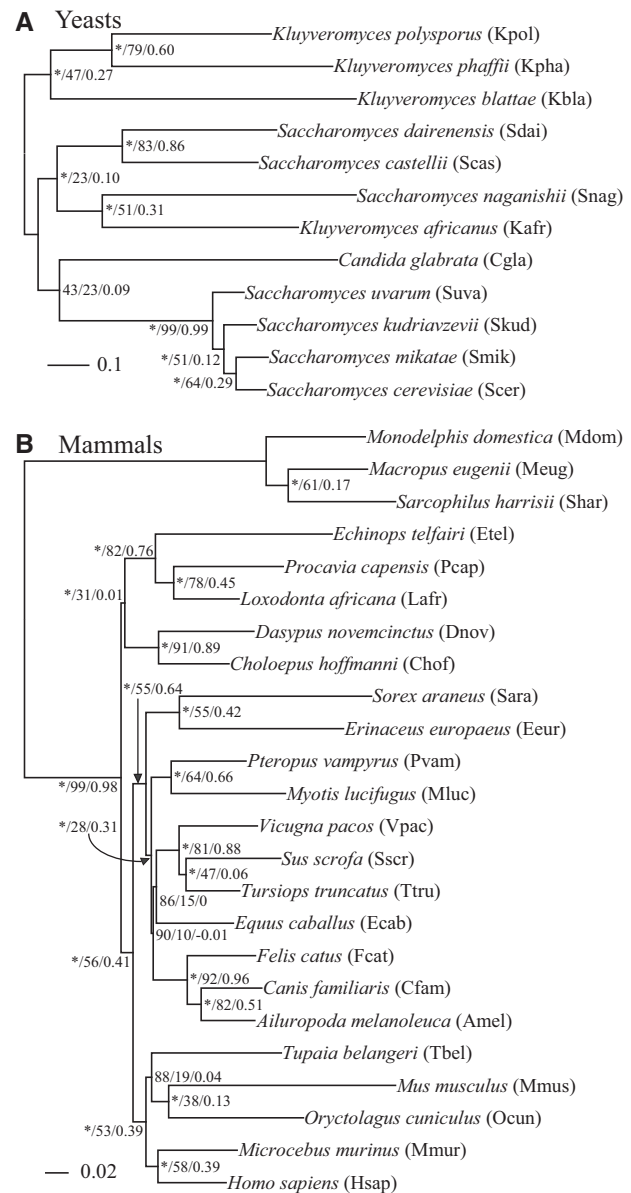 A Yeasts
Kluyveromyces polysporus (Kpol)
*/79/0.60
Kluyveromyces phaffii (Kpha)
*/47/0.27
Kluyveromyces blattae (Kbla)
Saccharomyces dairenensis (Sdai)
*/83/0.86
Saccharomyces castellii (Scas)
*/23/0.10
Saccharomyces naganishii (Snag)
*/51/0.31
Kluyveromyces africanus (Kafr)
Candida glabrata (Cgla)
43/23/0.09
Saccharomyces uvarum (Suva)
*/99/0.99
Saccharomyces kudriavzevii (Skud)
*/51/0.12
Saccharomyces mikatae (Smik)
0.1
*/64/0.29
Saccharomyces cerevisiae (Scer)
B Mammals
Monodelphis domestica (Mdom)
Macropus eugenii (Meug)
*/61/0.17
Sarcophilus harrisii (Shar)
Echinops telfairi (Etel)
*/82/0.76
Procavia capensis (Pcap)
*/78/0.45
*/31/0.01
Loxodonta africana (Lafr)
Dasypus novemcinctus (Dnov)
*/91/0.89
Choloepus hoffmanni (Chof)
*/55/0.64
Sorex araneus (Sara)
*/55/0.42
Erinaceus europaeus (Eeur)
Pteropus vampyrus (Pvam)
*/64/0.66
*/99/0.98
Myotis lucifugus (Mluc)
*/28/0.31
Vicugna pacos (Vpac)
*/81/0.88
Sus scrofa (Sscr)
*/47/0.06
Tursiops truncatus (Ttru)
86/15/0
Equus caballus (Ecab)
90/10/-0.01
Felis catus (Fcat)
*/56/0.41
*/92/0.96
Canis familiaris (Cfam)
*/82/0.51
Ailuropoda melanoleuca (Amel)
Tupaia belangeri (Tbel)
88/19/0.04
Mus musculus (Mmus)
*/38/0.13
Oryctolagus cuniculus (Ocun)
*/53/0.39
Microcebus murinus (Mmur)
*/58/0.39
0.02
Homo sapiens (Hsap)